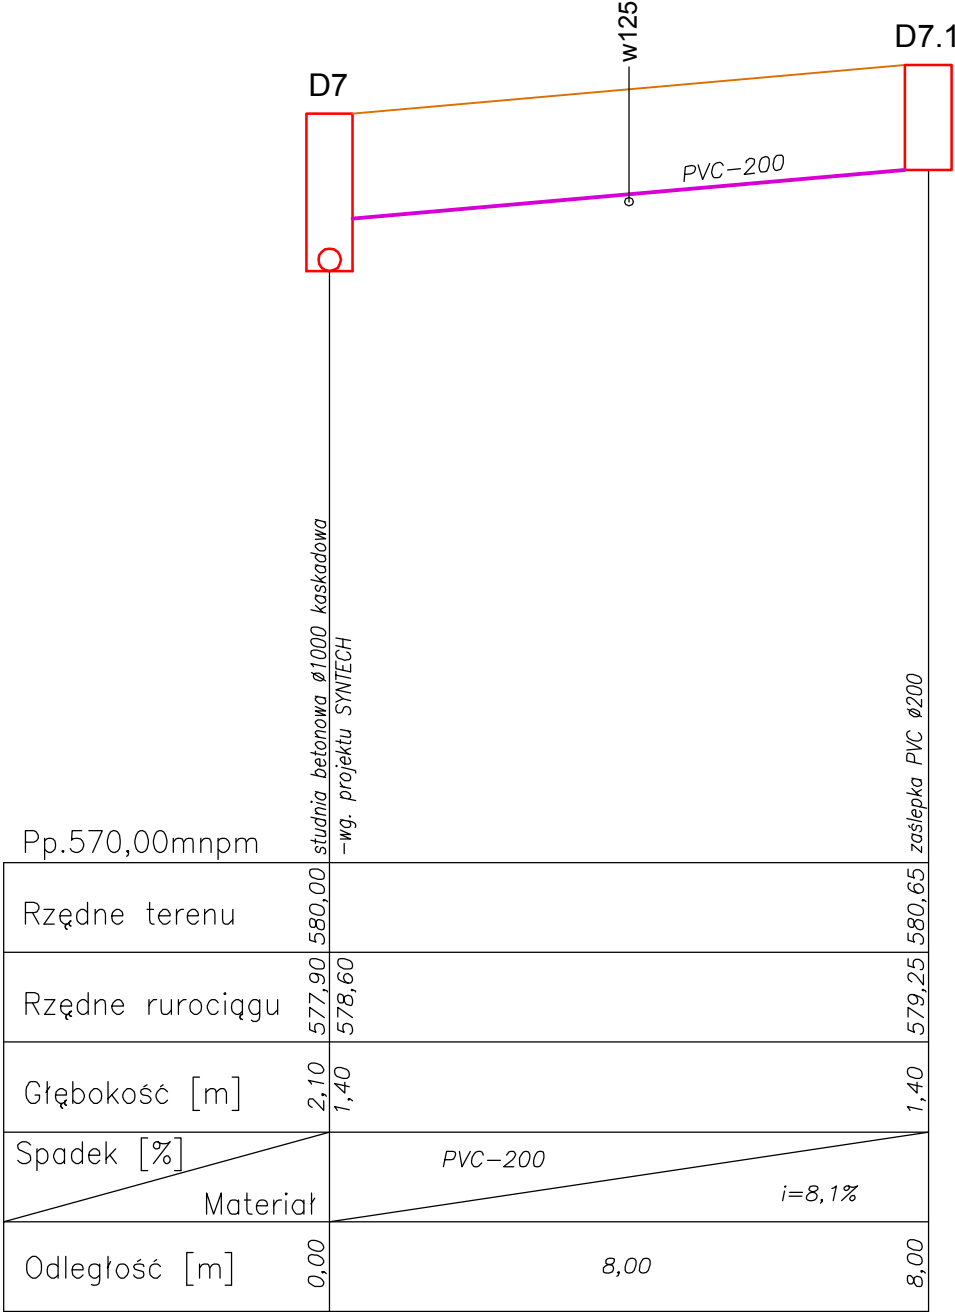 w125
D7.1
D7
PVC-200
studnia betonowa ø1000 kaskadowa
-wg. projektu SYNTECH
zaślepka PVC ø200
Pp.570,00mnpm
Rzędne terenu 580,00 580,65
Rzędne rurociągu 577,90 578,60 579,25
Głębokość [m] 2,10 1,40 1,40
Spadek [%] PVC-200
Materiał i=8,1%
Odległość [m] 0,00 8,00 8,00